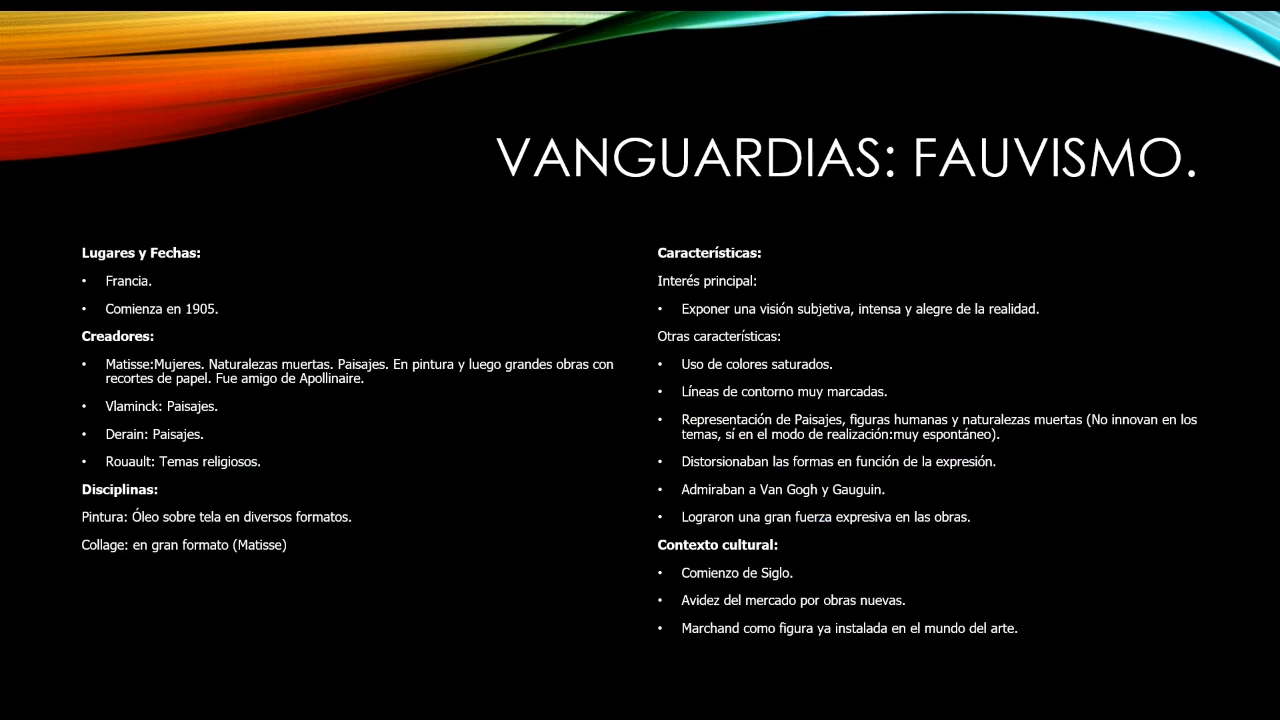 VANGUARDIAS: FAUVISMO.
Lugares y Fechas:
• Francia.
• Comienza en 1905.
Creadores:
• Matisse:Mujeres. Naturalezas muertas. Paisajes. En pintura y luego grandes obras con
recortes de papel. Fue amigo de Apollinaire.
• Vlaminck: Paisajes.
• Derain: Paisajes.
• Rouault: Temas religiosos.
Disciplinas:
Pintura: Óleo sobre tela en diversos formatos.
Collage: en gran formato (Matisse)
Características:
Interés principal:
• Exponer una visión subjetiva, intensa y alegre de la realidad.
Otras características:
• Uso de colores saturados.
• Líneas de contorno muy marcadas.
• Representación de Paisajes, figuras humanas y naturalezas muertas (No innovan en los
temas, sí en el modo de realización:muy espontáneo).
• Distorsionaban las formas en función de la expresión.
• Admiraban a Van Gogh y Gauguin.
• Lograron una gran fuerza expresiva en las obras.
Contexto cultural:
• Comienzo de Siglo.
• Avidez del mercado por obras nuevas.
• Marchand como figura ya instalada en el mundo del arte.